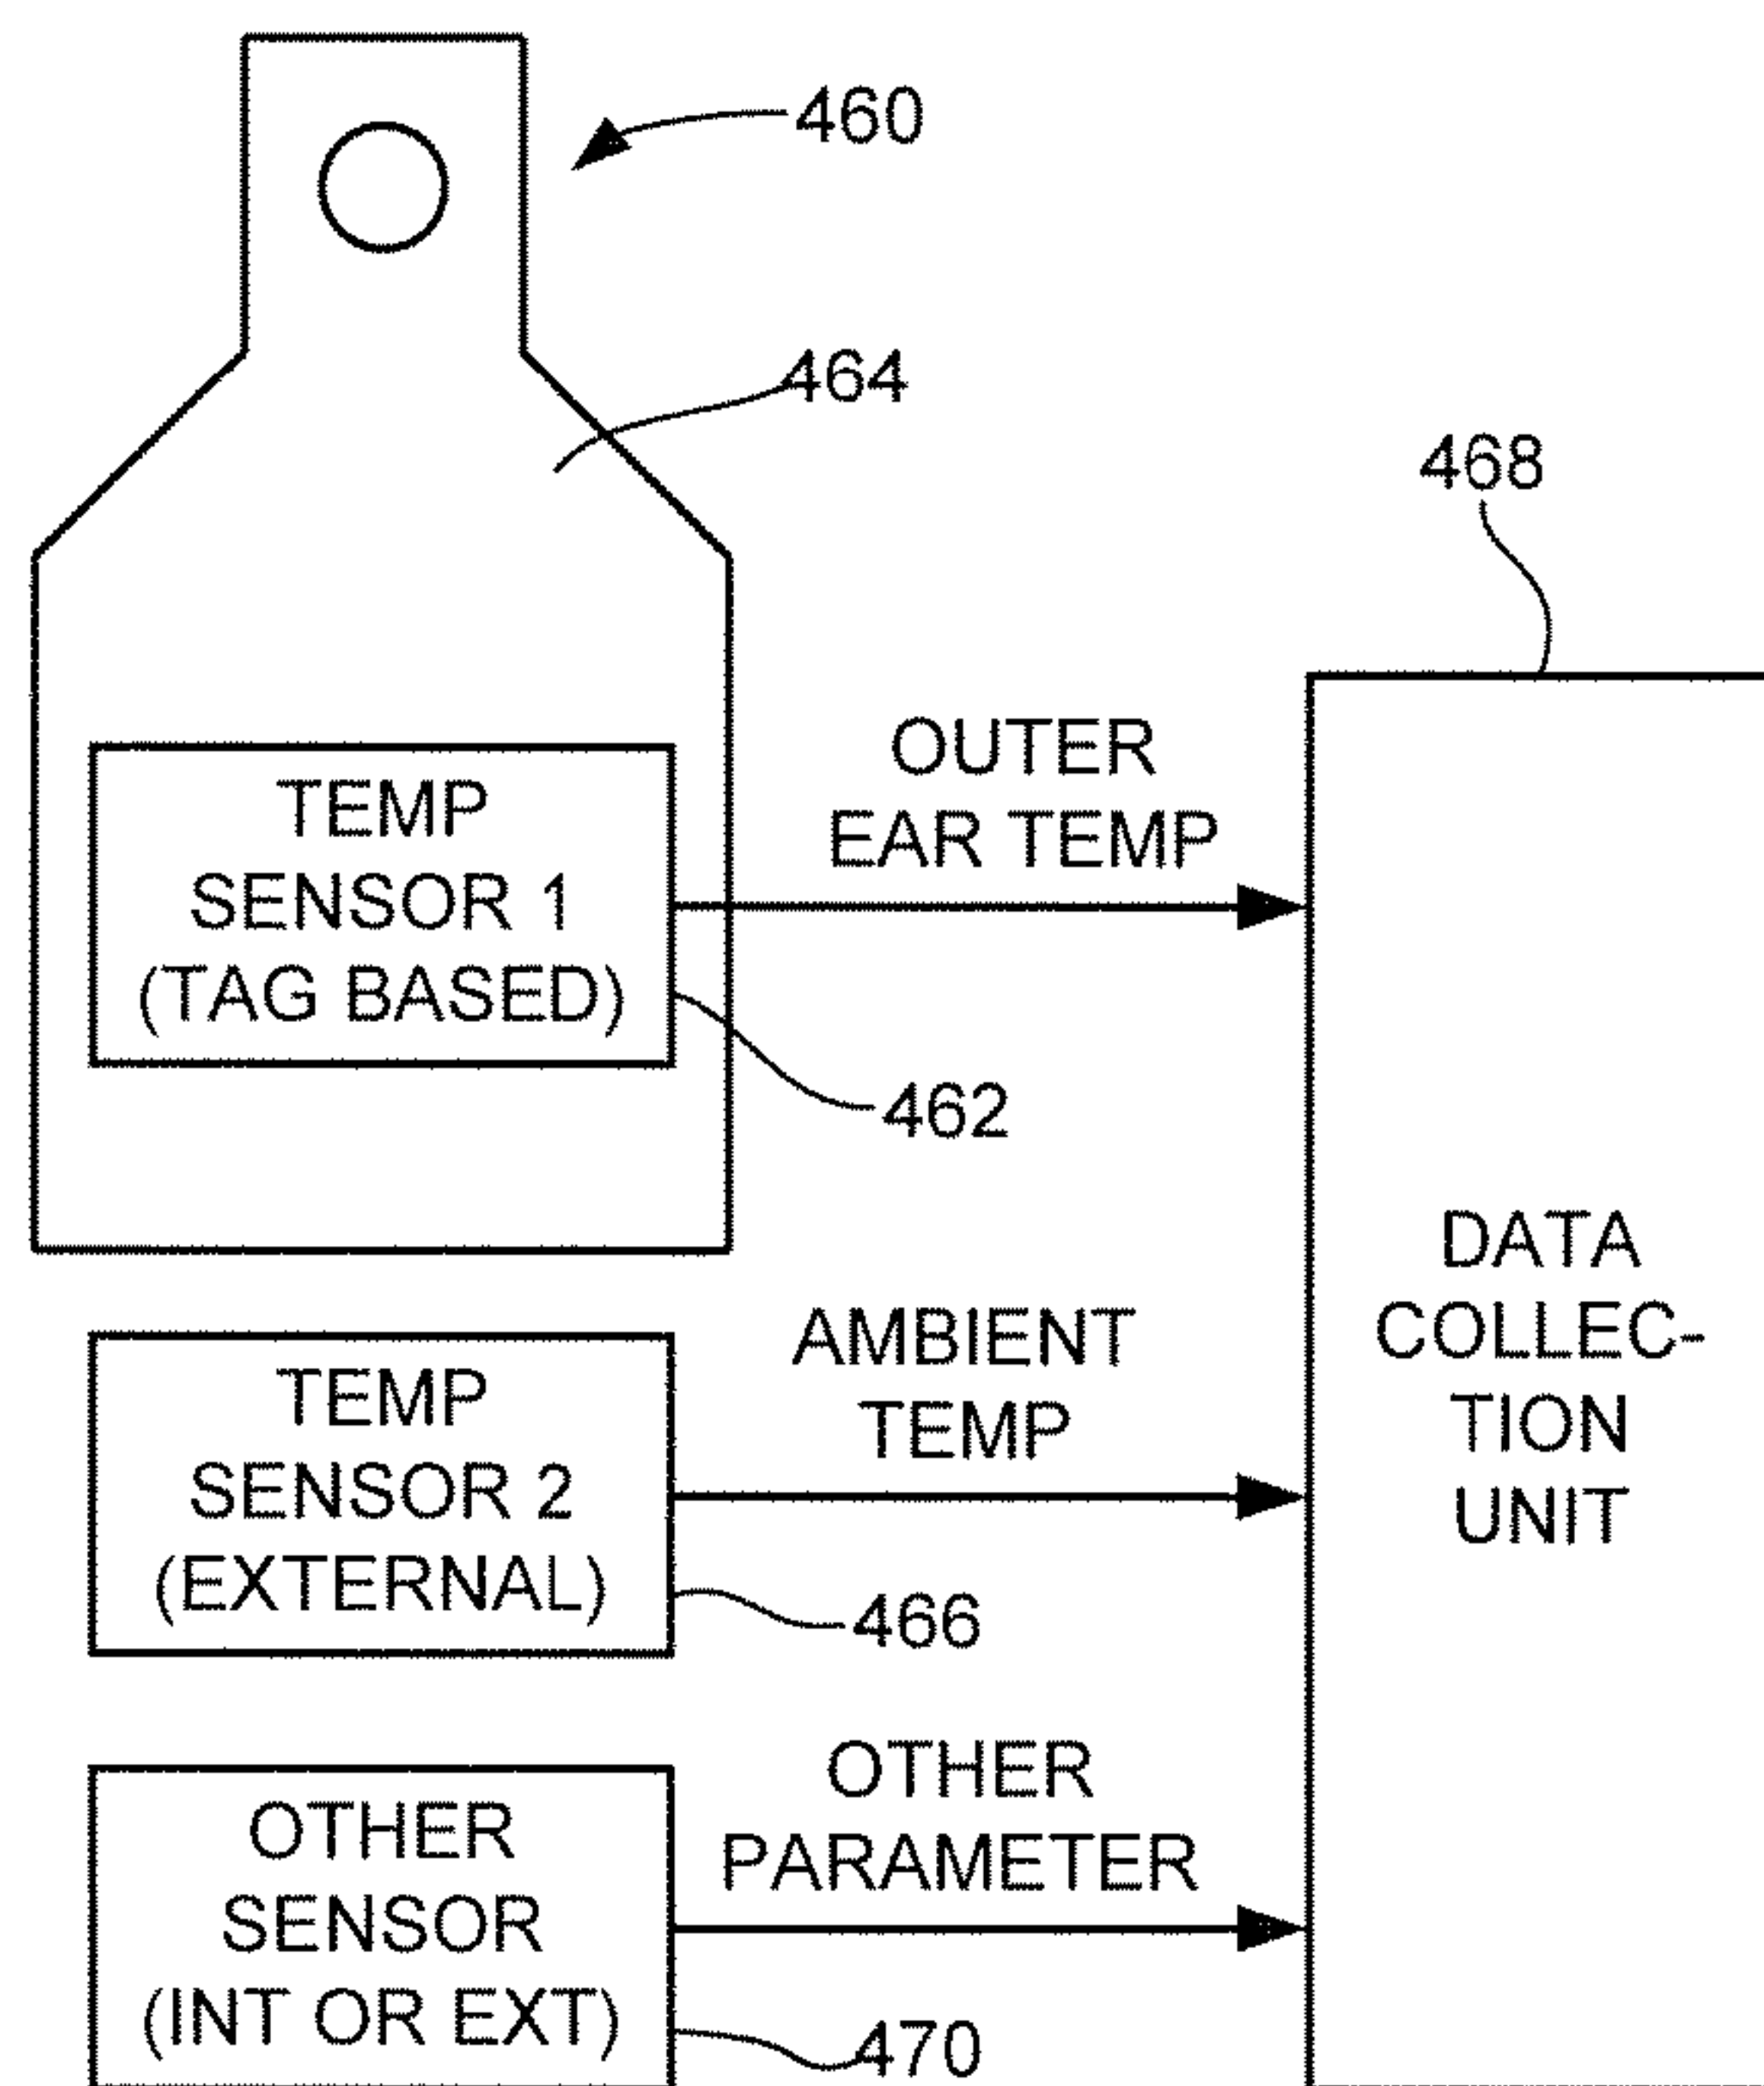 460
464
468
TEMP
SENSOR 1
(TAG BASED)
OUTER
EAR TEMP
462
TEMP
SENSOR 2
(EXTERNAL)
AMBIENT
TEMP
466
DATA
COLLEC-
TION
UNIT
OTHER
SENSOR
(INT OR EXT)
OTHER
PARAMETER
470